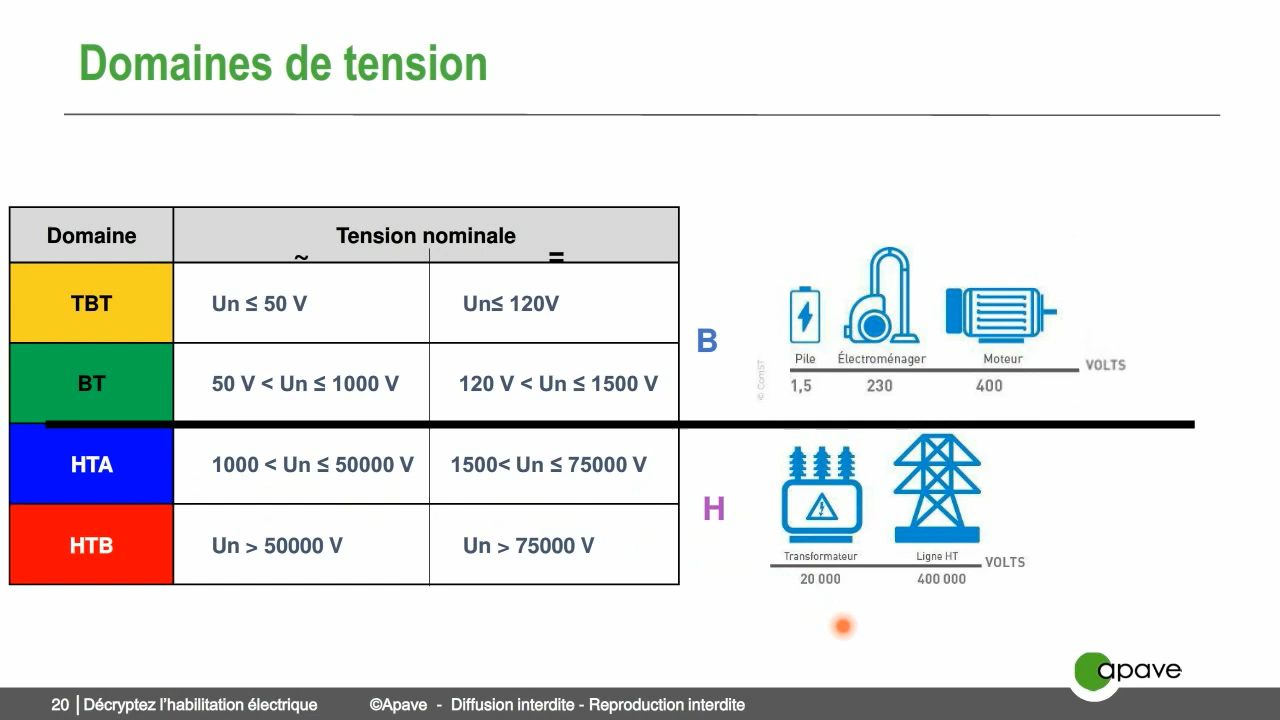 Domaines de tension
Domaine
Tension nominale
~
=
TBT
Un ≤ 50 V
Un≤ 120V
BT
50 V < Un ≤ 1000 V
120 V < Un ≤ 1500 V
HTA
1000 < Un ≤ 50000 V
1500< Un ≤ 75000 V
HTB
Un > 50000 V
Un > 75000 V
B
H
Pile
Électroménager
Moteur
VOLTS
1,5
230
400
© ComST
Transformateur
Ligne HT
VOLTS
20 000
400 000
apave
20 | Décryptez l'habilitation électrique
©Apave - Diffusion interdite - Reproduction interdite